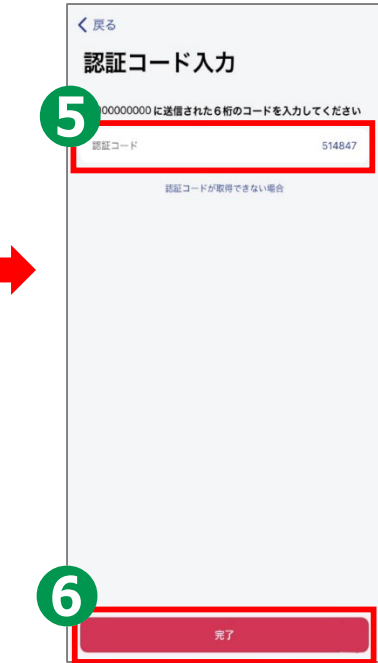 戻る
認証コード入力
5
00000000 に送信された6桁のコードを入力してください
認証コード 514847
認証コードが取得できない場合
6
完了